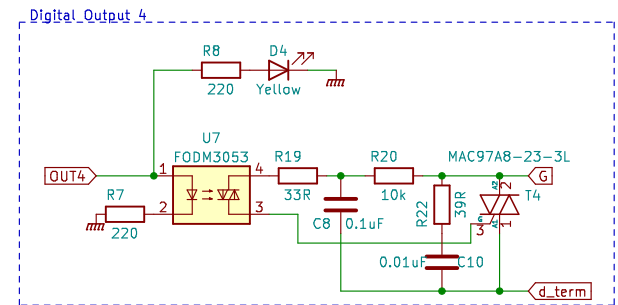 Digital Output 4
R8
D4
220
Yellow
U7
FODM3053
R19
R20
MAC97A8-23-3L
OUT4
1
4
33R
10k
A2
2
G
T4
R7
220
2
3
C8
0.1uF
R22
39R
G
3
A1
1
0.01uF
C10
d_term